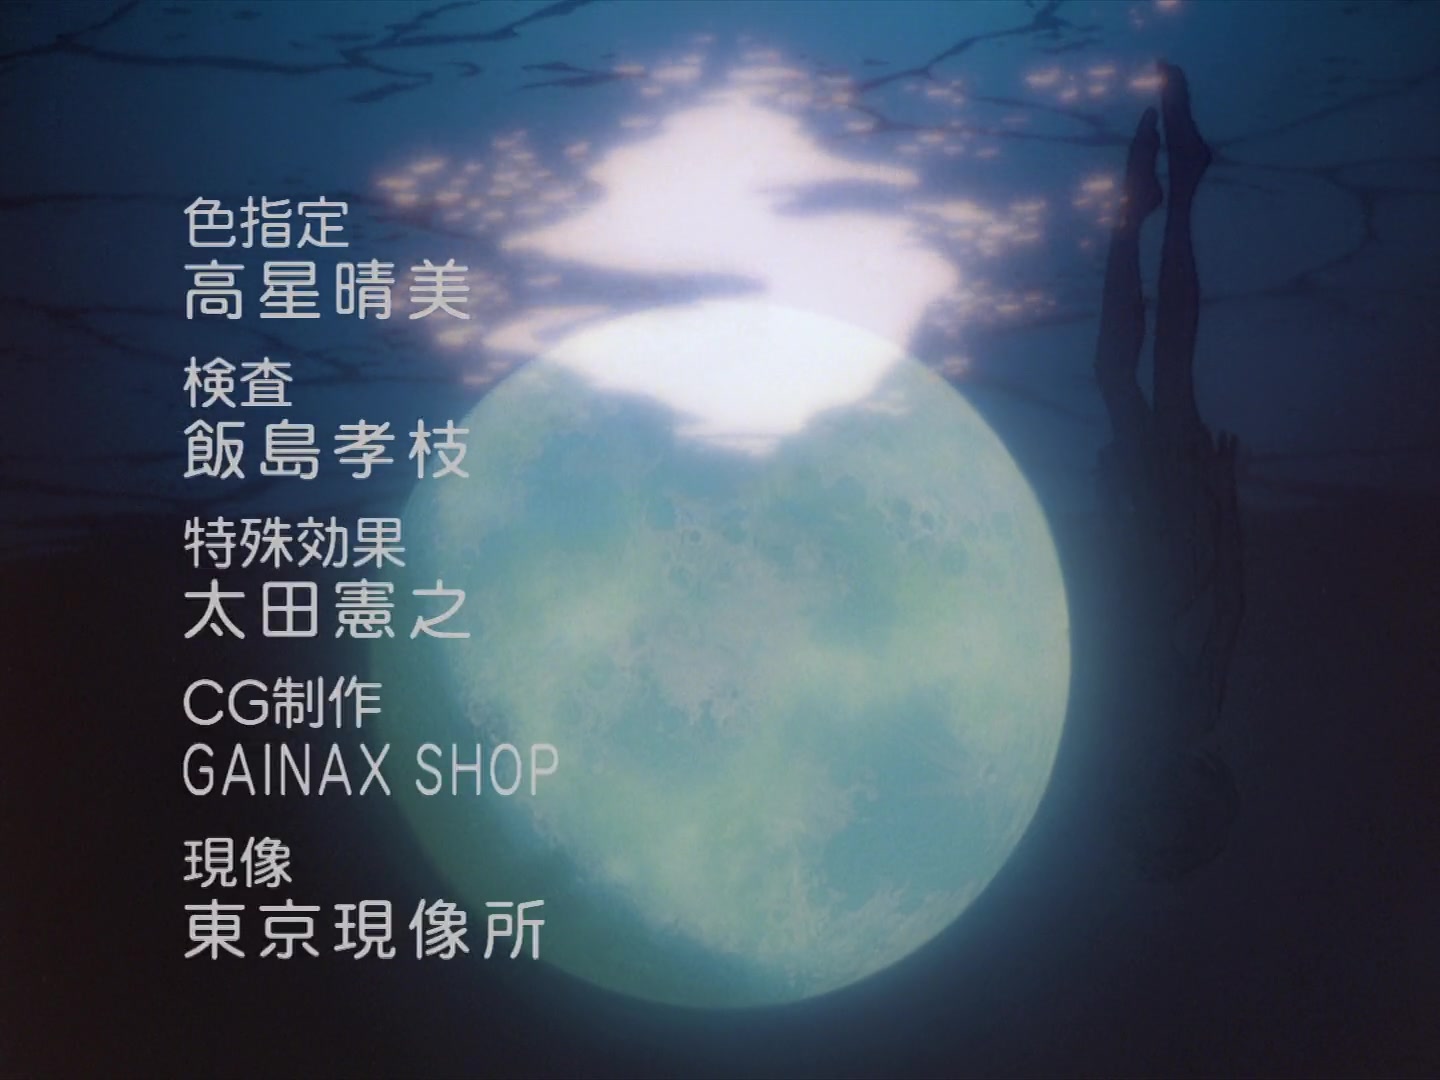 色指定
高星晴美
検査
飯島孝枝
特殊効果
太田憲之
CG制作
GAINAX SHOP
現像
東京現像所